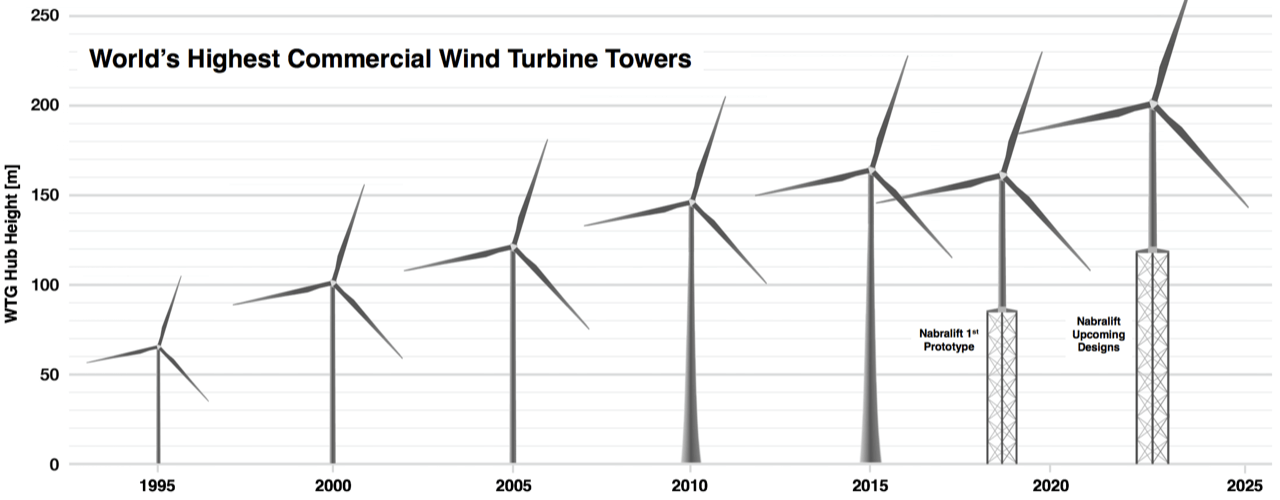 World's Highest Commercial Wind Turbine Towers
WTG Hub Height [m]
250
200
150
100
50
0
Nabralift 1st
Prototype
Nabralift
Upcoming
Designs
1995
2000
2005
2010
2015
2020
2025